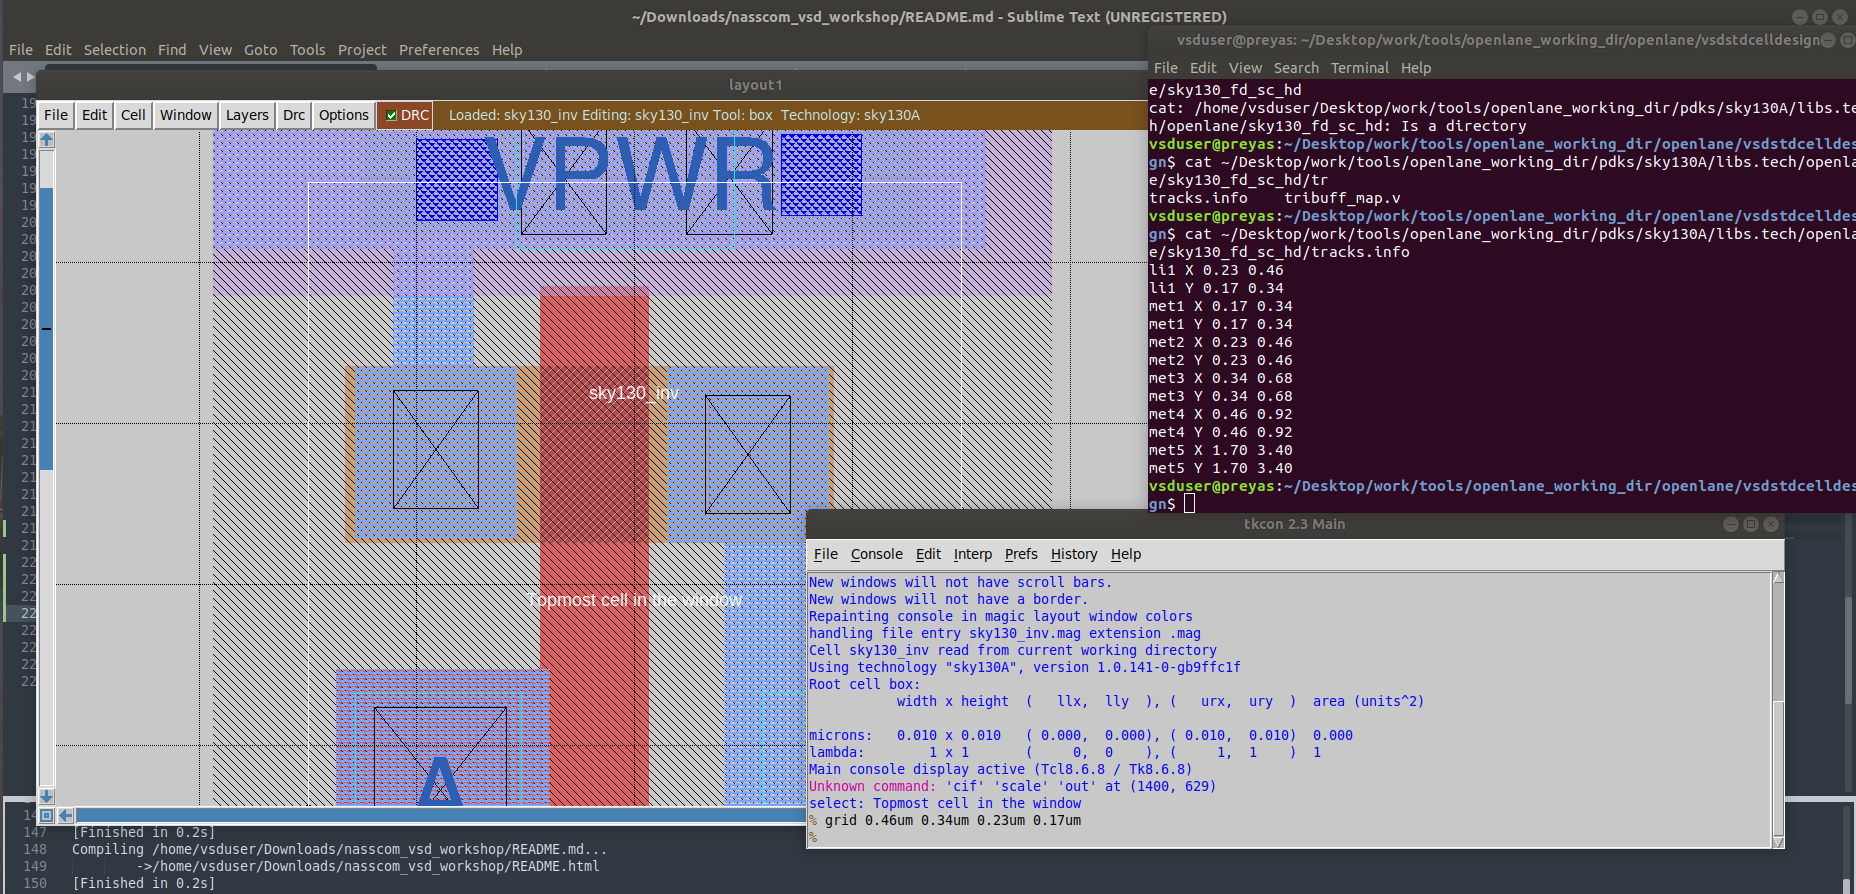 ~/Downloads/nasscom_vsd_workshop/README.md - Sublime Text (UNREGISTERED)
File Edit Selection Find View Goto Tools Project Preferences Help
layout1
File Edit Cell Window Layers Drc Options DRC Loaded: sky130_inv Editing: sky130_inv Tool: box Technology: sky130A
VPWR
sky130_inv
Topmost cell in the window
A
vsduser@preyas: ~/Desktop/work/tools/openlane_working_dir/openlane/vsdstdcelldesign
File Edit View Search Terminal Help
e/sky130_fd_sc_hd
cat: /home/vsduser/Desktop/work/tools/openlane_working_dir/pdks/sky130A/libs.te
h/openlane/sky130_fd_sc_hd: Is a directory
vsduser@preyas:~/Desktop/work/tools/openlane_working_dir/openlane/vsdstdcelldes
gn$ cat ~/Desktop/work/tools/openlane_working_dir/pdks/sky130A/libs.tech/openla
e/sky130_fd_sc_hd/tr
tracks.info tribuff_map.v
vsduser@preyas:~/Desktop/work/tools/openlane_working_dir/openlane/vsdstdcelldes
gn$ cat ~/Desktop/work/tools/openlane_working_dir/pdks/sky130A/libs.tech/openla
e/sky130_fd_sc_hd/tracks.info
li1 X 0.23 0.46
li1 Y 0.17 0.34
met1 X 0.17 0.34
met1 Y 0.17 0.34
met2 X 0.23 0.46
met2 Y 0.23 0.46
met3 X 0.34 0.68
met3 Y 0.34 0.68
met4 X 0.46 0.92
met4 Y 0.46 0.92
met5 X 1.70 3.40
met5 Y 1.70 3.40
vsduser@preyas:~/Desktop/work/tools/openlane_working_dir/openlane/vsdstdcelldes
gn$
tkcon 2.3 Main
File Console Edit Interp Prefs History Help
New windows will not have scroll bars.
New windows will not have a border.
Repainting console in magic layout window colors
handling file entry sky130_inv.mag extension .mag
Cell sky130_inv read from current working directory
Using technology "sky130A", version 1.0.141-0-gb9ffc1f
Root cell box:
width x height ( llx, lly ), ( urx, ury ) area (units^2)
microns: 0.010 x 0.010 ( 0.000, 0.000), ( 0.010, 0.010) 0.000
lambda: 1 x 1 ( 0, 0 ), ( 1, 1 ) 1
Main console display active (Tcl8.6.8 / Tk8.6.8)
Unknown command: 'cif' 'scale' 'out' at (1400, 629)
select: Topmost cell in the window
% grid 0.46um 0.34um 0.23um 0.17um
%
147 [Finished in 0.2s]
148 Compiling /home/vsduser/Downloads/nasscom_vsd_workshop/README.md...
149 ->/home/vsduser/Downloads/nasscom_vsd_workshop/README.html
150 [Finished in 0.2s]